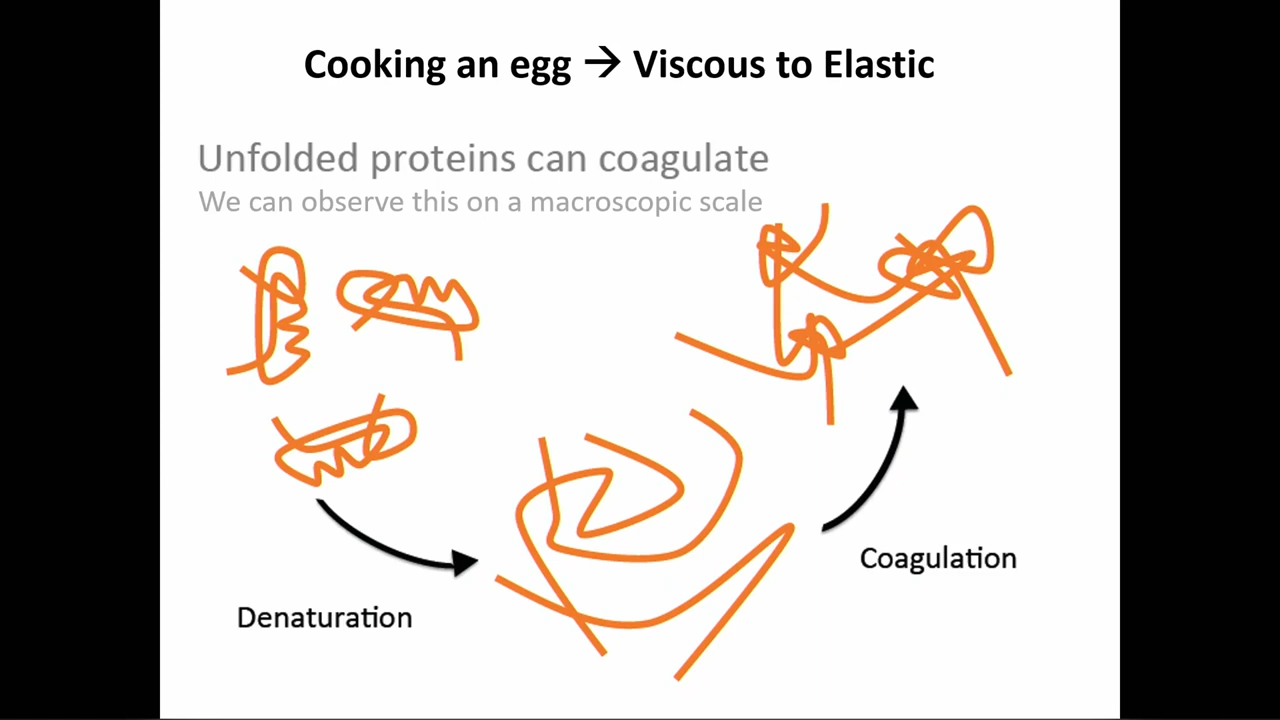 Cooking an egg → Viscous to Elastic
Unfolded proteins can coagulate
We can observe this on a macroscopic scale
Coagulation
Denaturation